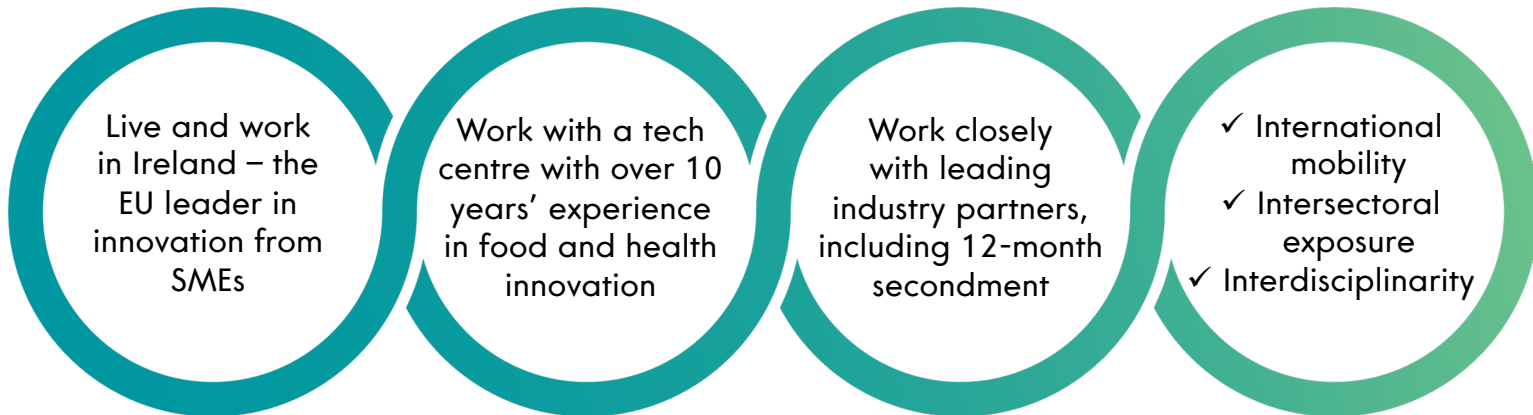 Live and work
in Ireland – the
EU leader in
innovation from
SMEs
Work with a tech
centre with over 10
years’ experience
in food and health
innovation
Work closely
with leading
industry partners,
including 12-month
secondment
✓ International
mobility
✓ Intersectoral
exposure
✓ Interdisciplinarity